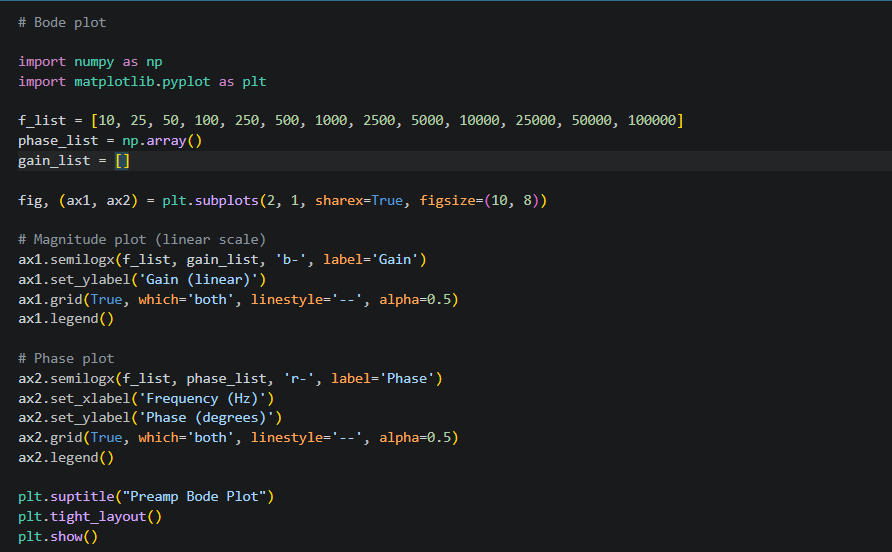 # Bode plot
import numpy as np
import matplotlib.pyplot as plt
f_list = [10, 25, 50, 100, 250, 500, 1000, 2500, 5000, 10000, 25000, 50000, 100000]
phase_list = np.array()
gain_list = []
fig, (ax1, ax2) = plt.subplots(2, 1, sharex=True, figsize=(10, 8))
# Magnitude plot (linear scale)
ax1.semilogx(f_list, gain_list, 'b-', label='Gain')
ax1.set_ylabel('Gain (linear)')
ax1.grid(True, which='both', linestyle='--', alpha=0.5)
ax1.legend()
# Phase plot
ax2.semilogx(f_list, phase_list, 'r-', label='Phase')
ax2.set_xlabel('Frequency (Hz)')
ax2.set_ylabel('Phase (degrees)')
ax2.grid(True, which='both', linestyle='--', alpha=0.5)
ax2.legend()
plt.suptitle("Preamp Bode Plot")
plt.tight_layout()
plt.show()